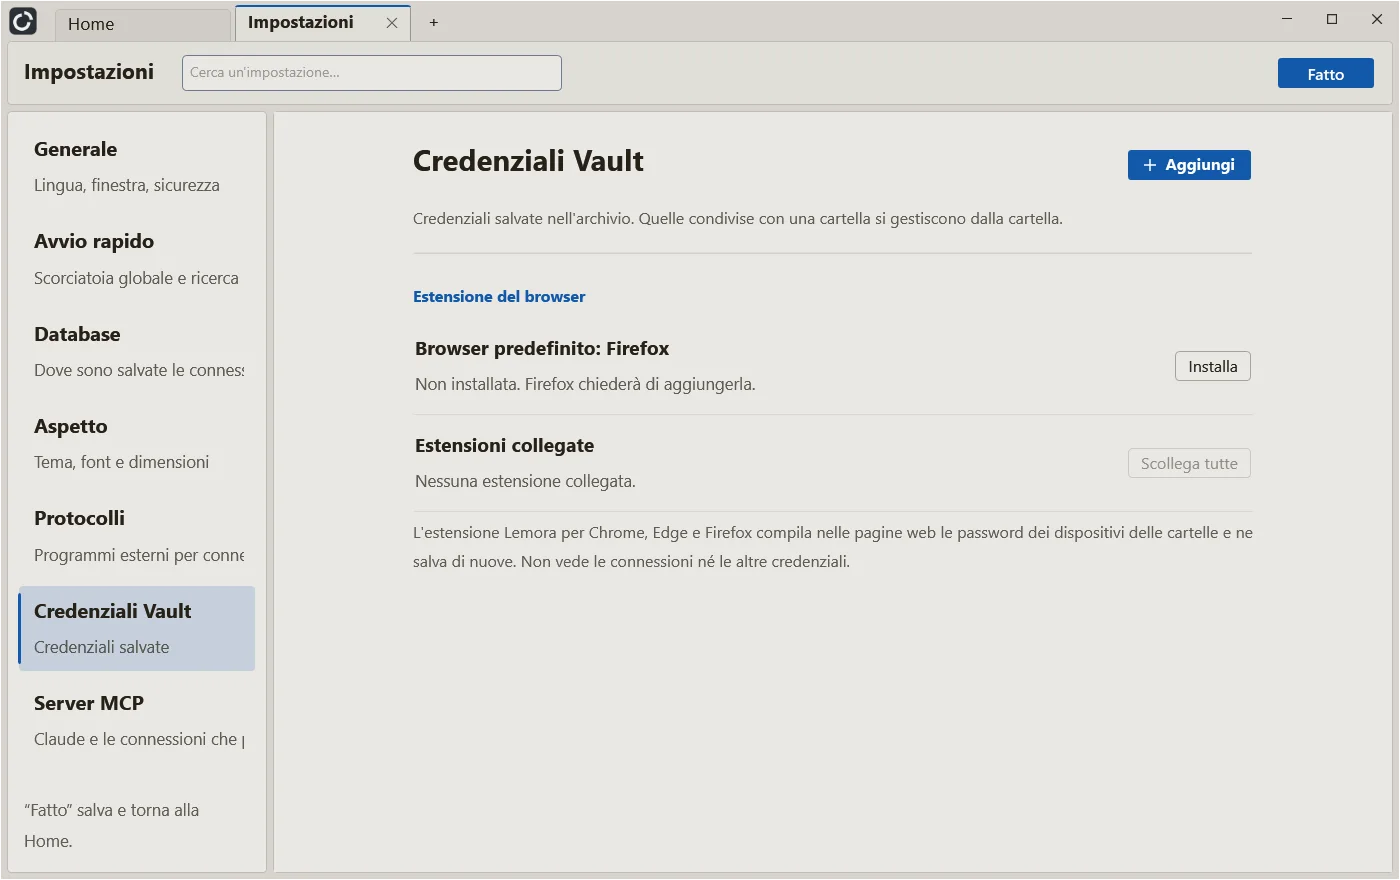 Home
Impostazioni
+
Impostazioni
Cerca un'impostazione...
Fatto
Generale
Lingua, finestra, sicurezza
Avvio rapido
Scorciatoia globale e ricerca
Database
Dove sono salvate le conness
Aspetto
Tema, font e dimensioni
Protocolli
Programmi esterni per conne
Credenziali Vault
Credenziali salvate
Server MCP
Claude e le connessioni che p
“Fatto” salva e torna alla
Home.
Credenziali Vault
+ Aggiungi
Credenziali salvate nell'archivio. Quelle condivise con una cartella si gestiscono dalla cartella.
Estensione del browser
Browser predefinito: Firefox
Non installata. Firefox chiederà di aggiungerla.
Installa
Estensioni collegate
Nessuna estensione collegata.
Scollega tutte
L'estensione Lemora per Chrome, Edge e Firefox compila nelle pagine web le password dei dispositivi delle cartelle e ne
salva di nuove. Non vede le connessioni né le altre credenziali.